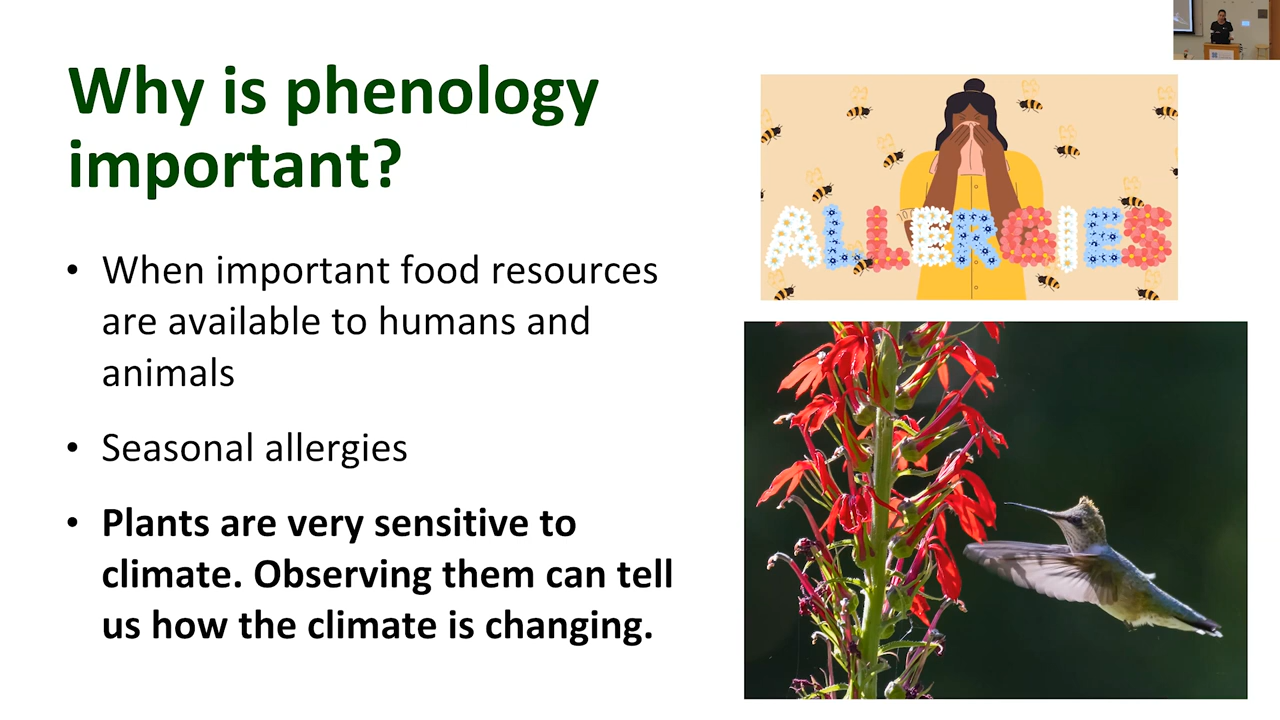 Why is phenology
important?
• When important food resources
are available to humans and
animals
• Seasonal allergies
• Plants are very sensitive to
climate. Observing them can tell
us how the climate is changing.
ALLERGIES